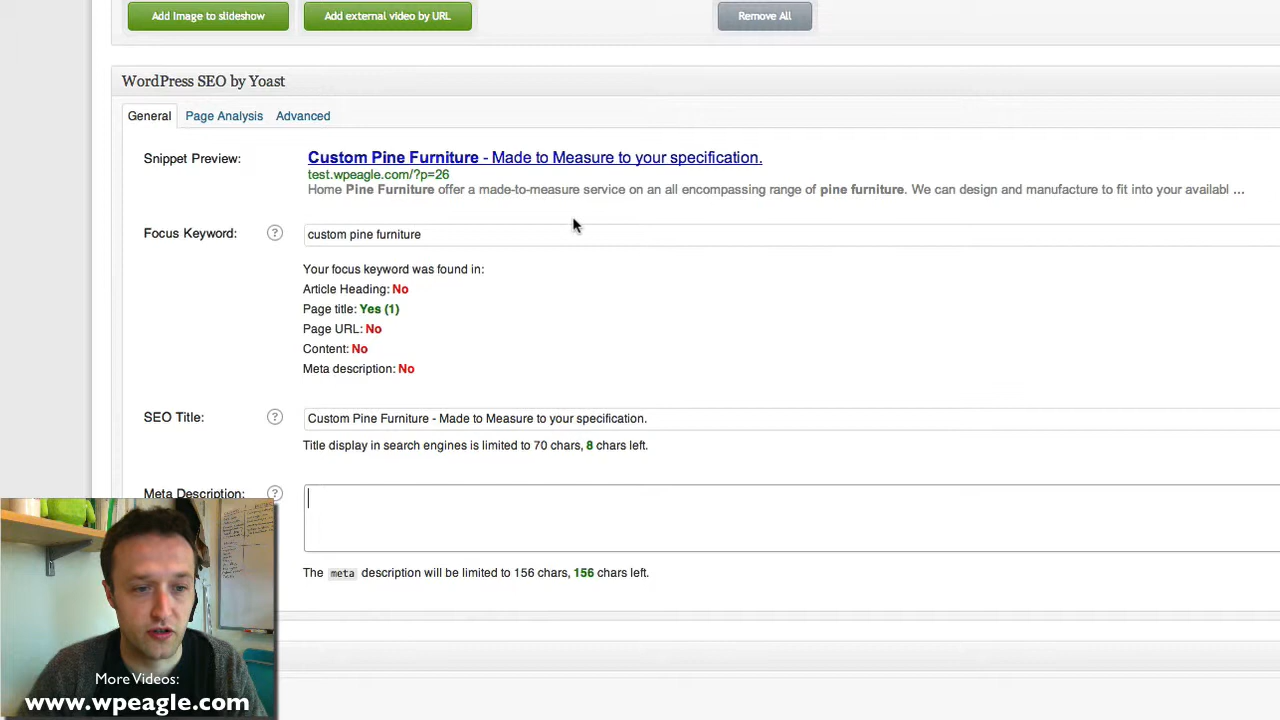 Add Image to slideshow
Add external video by URL
Remove All
WordPress SEO by Yoast
General
Page Analysis
Advanced
Snippet Preview:
Custom Pine Furniture - Made to Measure to your specification.
test.wpeagle.com/?p=26
Home Pine Furniture offer a made-to-measure service on an all encompassing range of pine furniture. We can design and manufacture to fit into your availabl ...
Focus Keyword:
?
custom pine furniture
Your focus keyword was found in:
Article Heading: No
Page title: Yes (1)
Page URL: No
Content: No
Meta description: No
SEO Title:
?
Custom Pine Furniture - Made to Measure to your specification.
Title display in search engines is limited to 70 chars, 8 chars left.
Meta Description:
?
The meta description will be limited to 156 chars, 156 chars left.
More Videos:
www.wpeagle.com